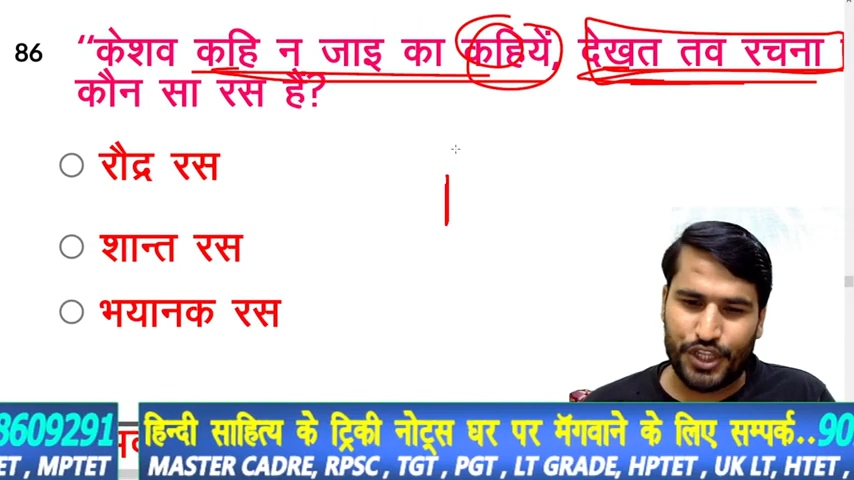 86 “केशव कहि न जाइ का कहियें, देखत तव रचना
कौन सा रस हैं?
रौद्र रस
शान्त रस
भयानक रस
8609291 हिन्दी साहित्य के ट्रिकी नोट्स घर पर मॅगवाने के लिए सम्पर्क..90
ET , MPTET MASTER CADRE, RPSC , TGT , PGT , LT GRADE, HPTET , UK LT, HTET ,